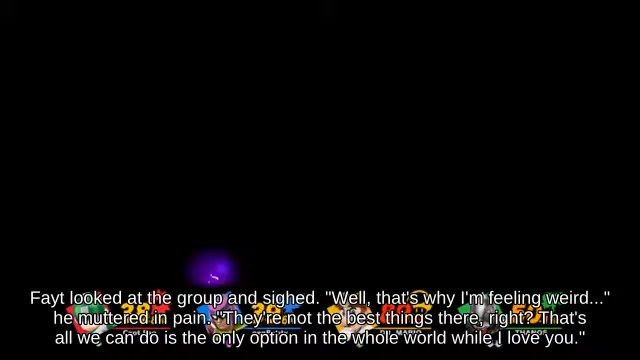 Fayt looked at the group and sighed. "Well, that's why I'm feeling weird..."
he muttered in pain. "They're not the best things there, right? That's
all we can do is the only option in the whole world while I love you."
MARIO
THANOS